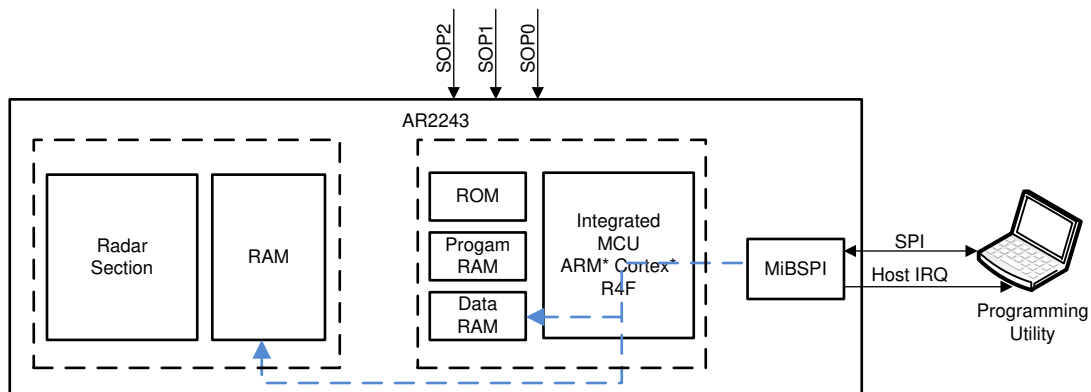 SOP2
SOP1
SOP0
AR2243
Radar
Section
RAM
ROM
Progam
RAM
Data
RAM
Integrated
MCU
ARM* Cortex*
R4F
MiBSPI
SPI
Host IRQ
Programming
Utility